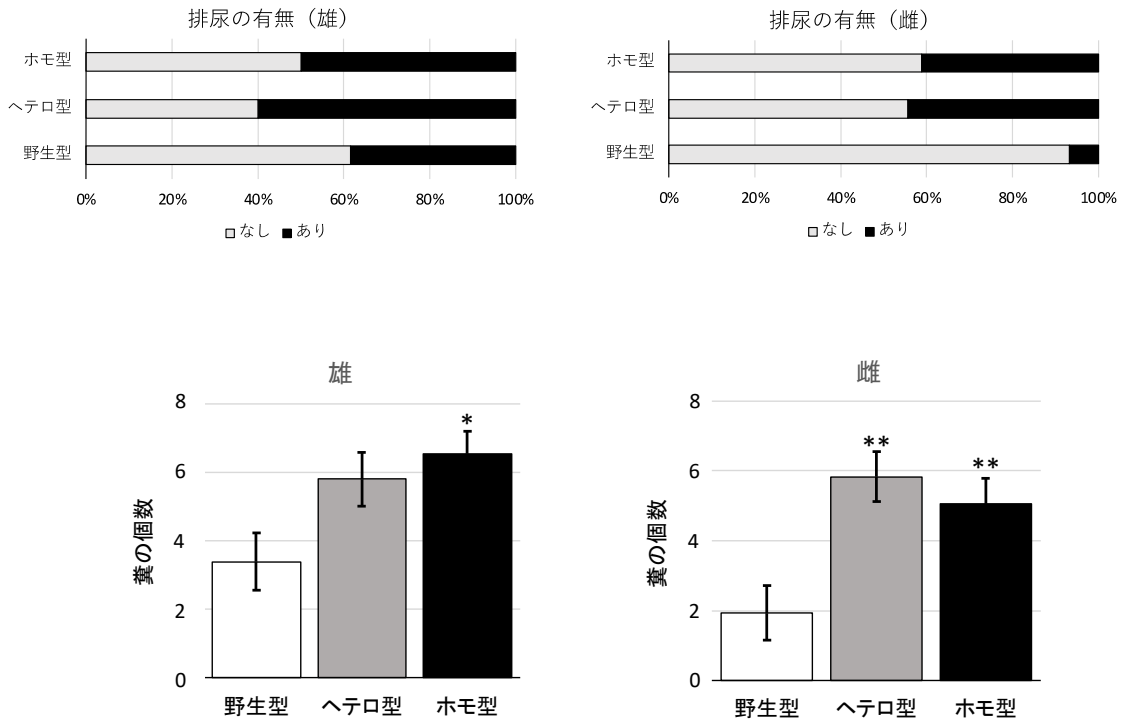 排尿の有無（雄）
ホモ型
ヘテロ型
野生型
0% 20% 40% 60% 80% 100%
なし あり
排尿の有無（雌）
ホモ型
ヘテロ型
野生型
0% 20% 40% 60% 80% 100%
なし あり
雄
糞の個数
8
6
4
2
0
*
野生型 ヘテロ型 ホモ型
雌
糞の個数
8
6
4
2
0
** **
野生型 ヘテロ型 ホモ型